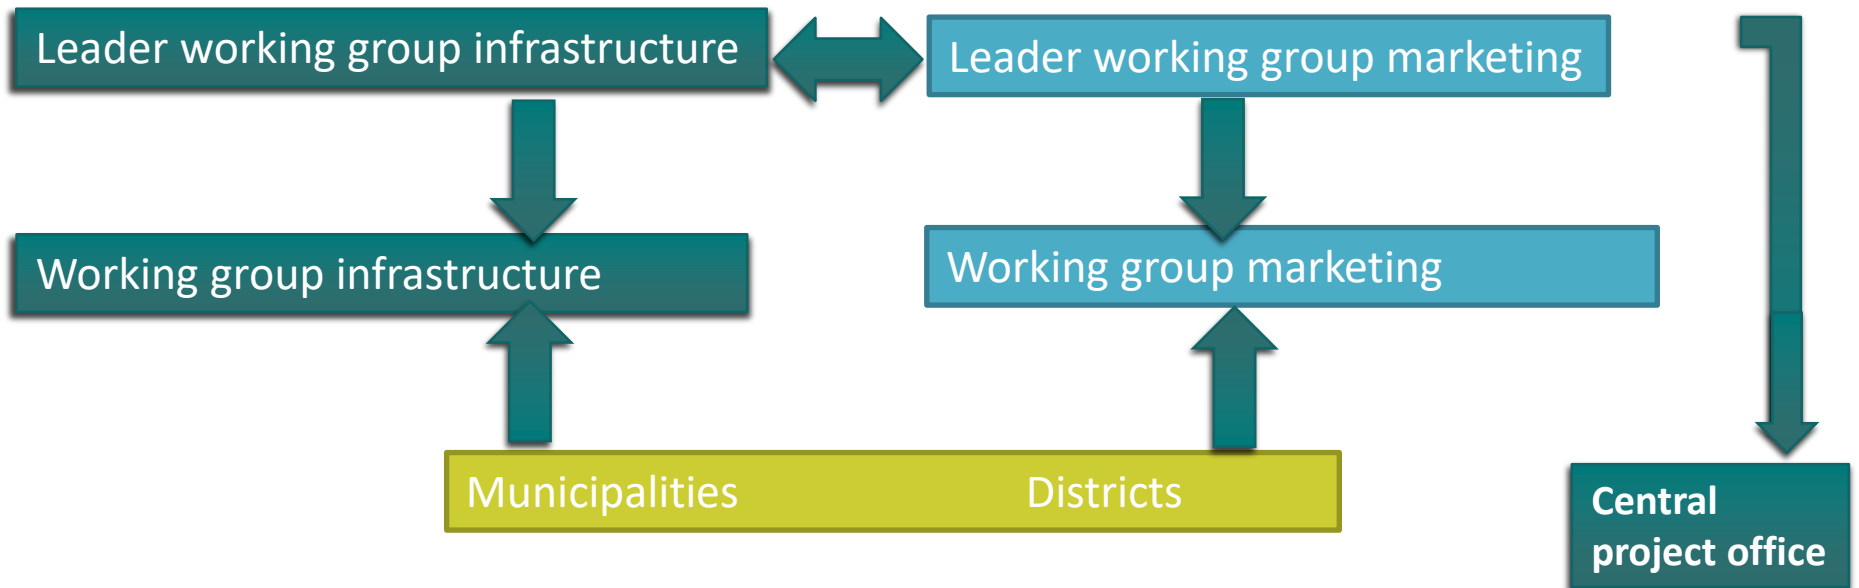 Leader working group infrastructure
Leader working group marketing
Working group infrastructure
Working group marketing
Municipalities
Districts
Central
project office